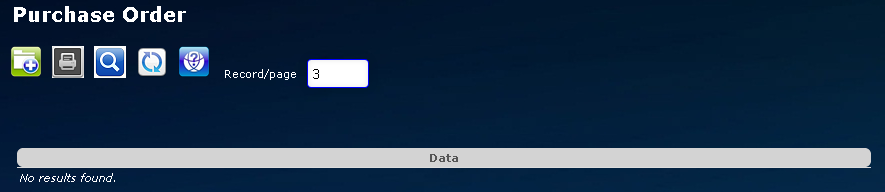 Purchase Order
Record/page 3
Data
No results found.